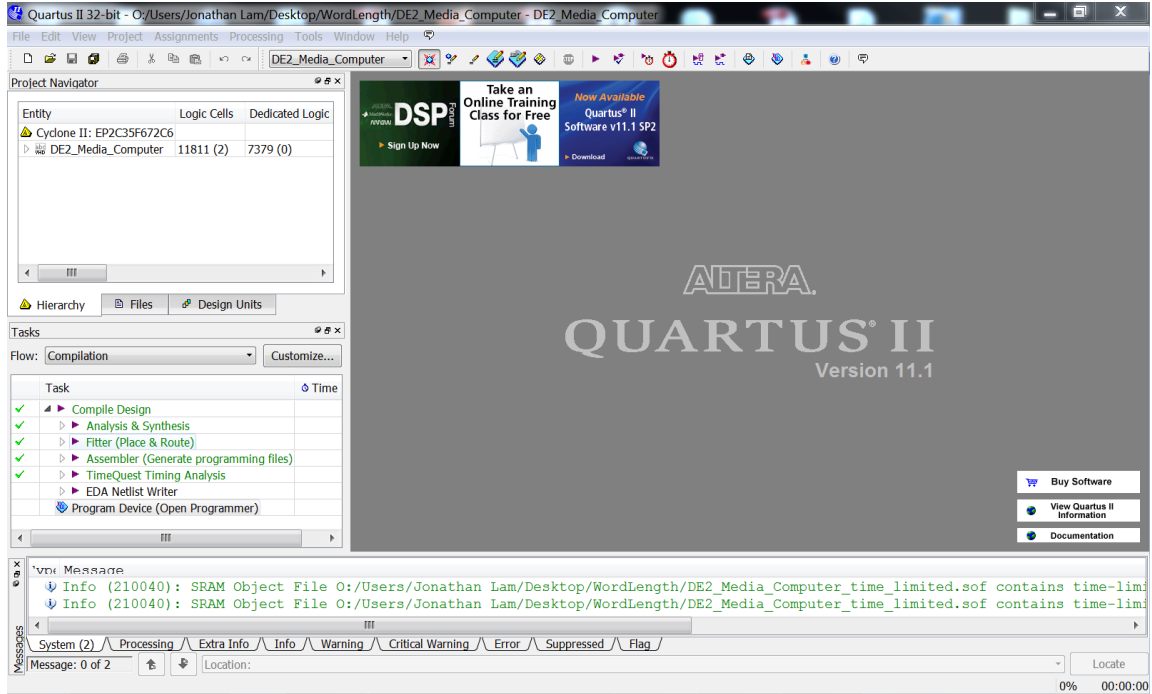 Quartus II 32-bit - O:/Users/Jonathan Lam/Desktop/WordLength/DE2_Media_Computer - DE2_Media_Computer
File Edit View Project Assignments Processing Tools Window Help
DE2_Media_Computer
Project Navigator
Entity Logic Cells Dedicated Logic
Cyclone II: EP2C35F672C6
DE2_Media_Computer 11811 (2) 7379 (0)
Hierarchy Files Design Units
Tasks
Flow: Compilation Customize...
Task Time
Compile Design
Analysis & Synthesis
Fitter (Place & Route)
Assembler (Generate programming files)
TimeQuest Timing Analysis
EDA Netlist Writer
Program Device (Open Programmer)
DSP Forum
Sign Up Now
Take an
Online Training
Class for Free
Now Available
Quartus® II
Software v11.1 SP2
Download
ALTERA.
QUARTUS® II
Version 11.1
Buy Software
View Quartus II
Information
Documentation
Message
Info (210040): SRAM Object File O:/Users/Jonathan Lam/Desktop/WordLength/DE2_Media_Computer_time_limited.sof contains time-limi
Info (210040): SRAM Object File O:/Users/Jonathan Lam/Desktop/WordLength/DE2_Media_Computer_time_limited.sof contains time-limi
System (2) Processing Extra Info Info Warning Critical Warning Error Suppressed Flag
Messages
Message: 0 of 2 Location: Locate
0% 00:00:00